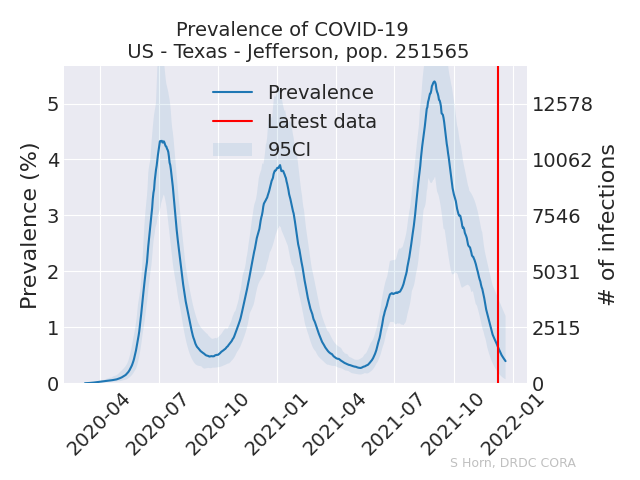 Prevalence of COVID-19
US - Texas - Jefferson, pop. 251565
Prevalence
Latest data
95CI
Prevalence (%)
5
4
3
2
1
0
12578
10062
7546
5031
2515
0
# of infections
2020-04
2020-07
2020-10
2021-01
2021-04
2021-07
2021-10
2022-01
S Horn, DRDC CORA